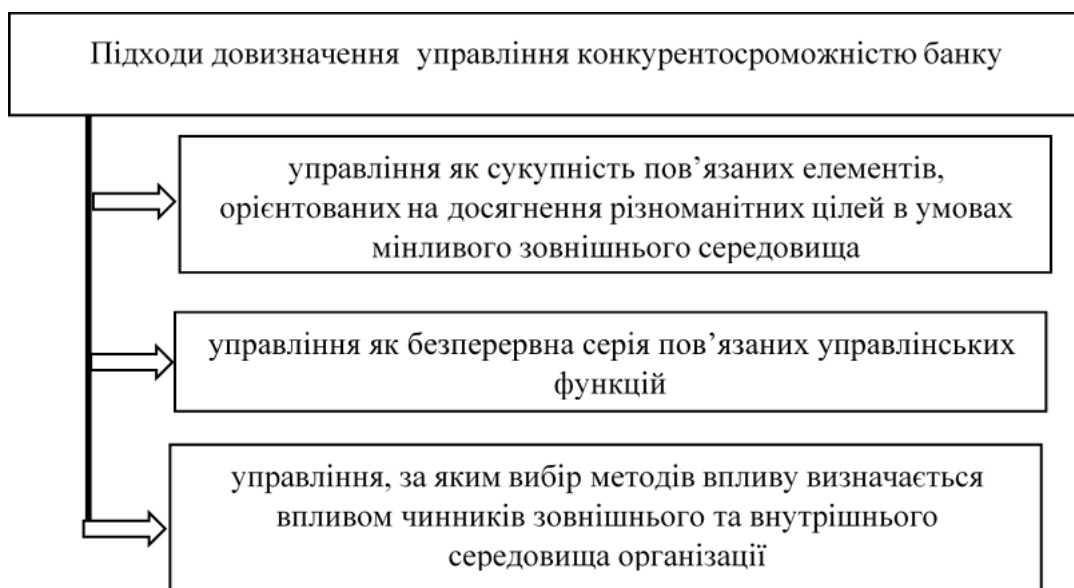 Підходи довизначення управління конкурентосроможністю банку
управління як сукупність пов’язаних елементів,
орієнтованих на досягнення різноманітних цілей в умовах
мінливого зовнішнього середовища
управління як безперервна серія пов’язаних управлінських
функцій
управління, за яким вибір методів впливу визначається
впливом чинників зовнішнього та внутрішнього
середовища організації